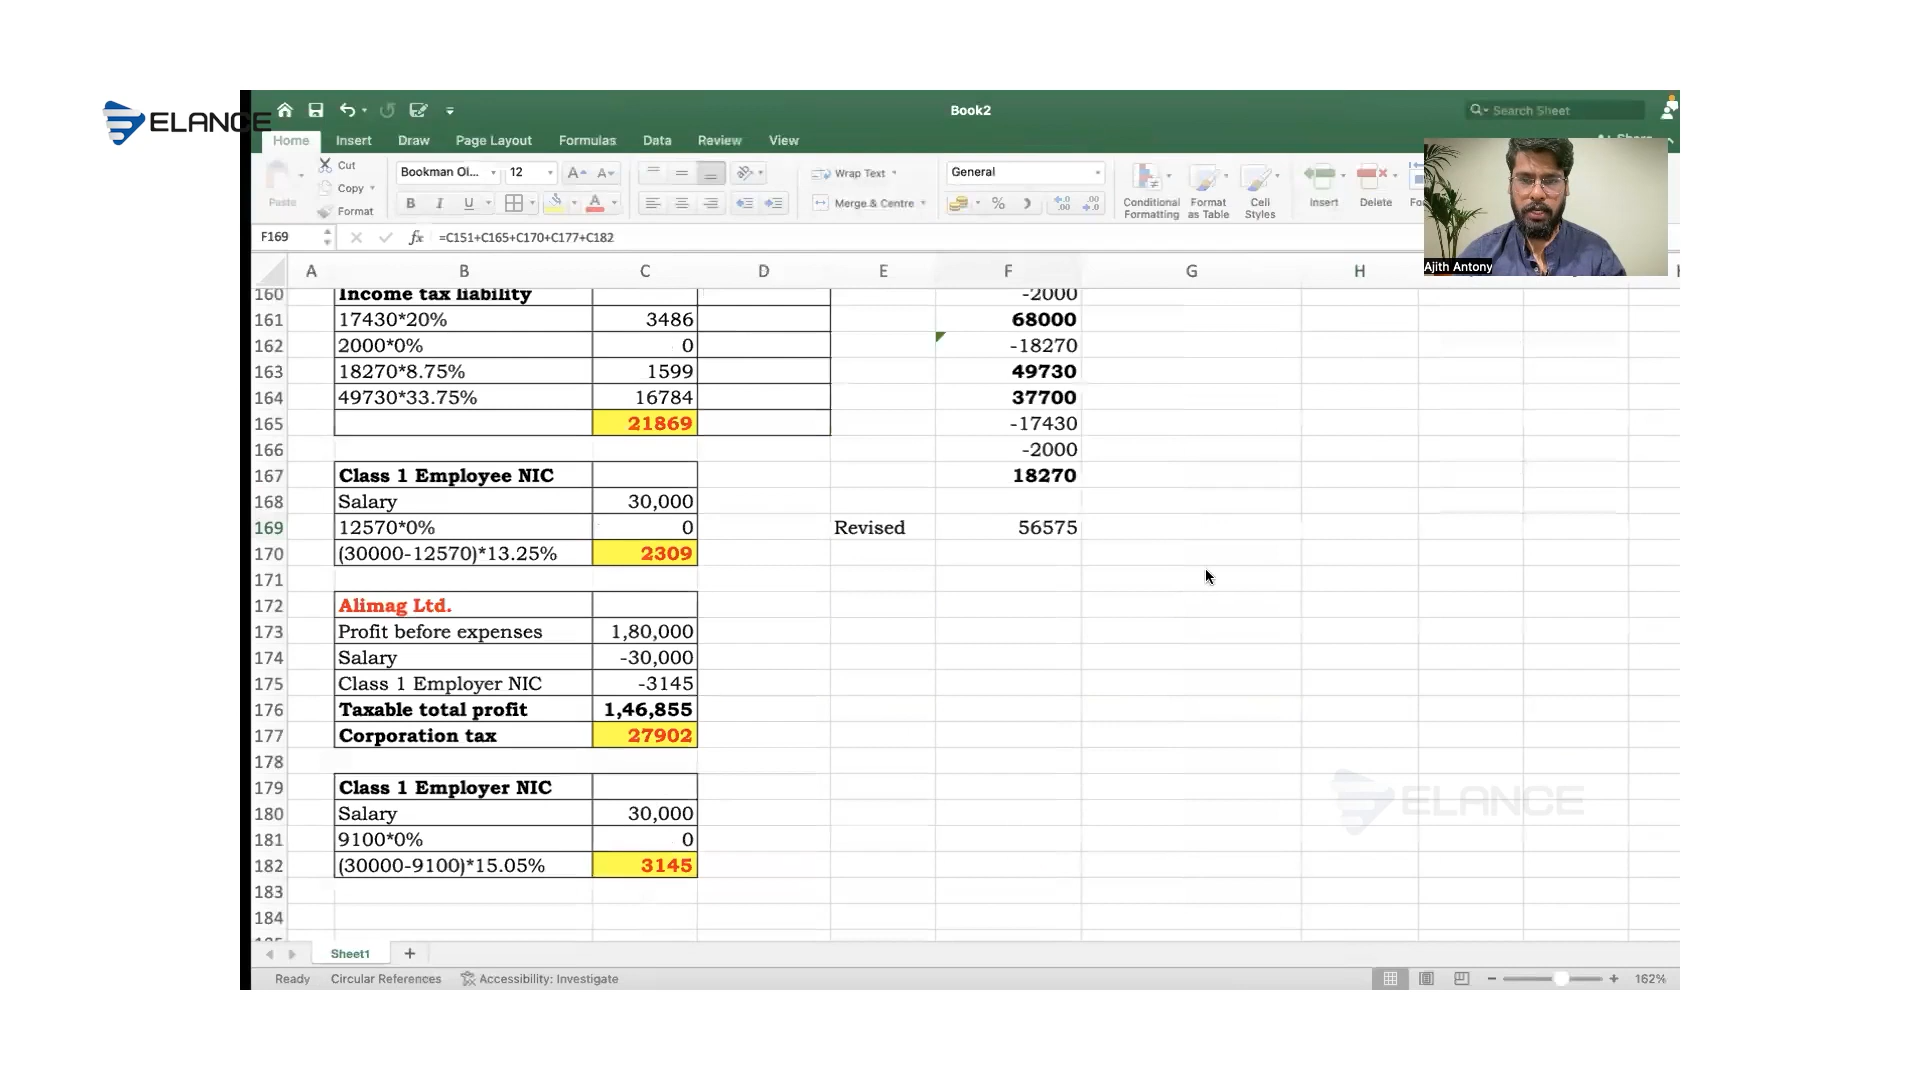 ELANCE
Book2
Search Sheet
Home Insert Draw Page Layout Formulas Data Review View
Share
Paste
Cut
Copy
Format
Bookman Ol... 12
Wrap Text
Merge & Centre
General
Conditional Formatting
Format as Table
Cell Styles
Insert
Delete
Ajith Antony
F169 fx =C151+C165+C170+C177+C182
A B C D E F G H
160 Income tax liability -2000
161 17430*20% 3486 68000
162 2000*0% 0 -18270
163 18270*8.75% 1599 49730
164 49730*33.75% 16784 37700
165 21869 -17430
166 -2000
167 Class 1 Employee NIC 18270
168 Salary 30,000
169 12570*0% 0 Revised 56575
170 (30000-12570)*13.25% 2309
171
172 Alimag Ltd.
173 Profit before expenses 1,80,000
174 Salary -30,000
175 Class 1 Employer NIC -3145
176 Taxable total profit 1,46,855
177 Corporation tax 27902
178
179 Class 1 Employer NIC
180 Salary 30,000
181 9100*0% 0
182 (30000-9100)*15.05% 3145
183
184
ELANCE
Sheet1
Ready Circular References Accessibility: Investigate 162%